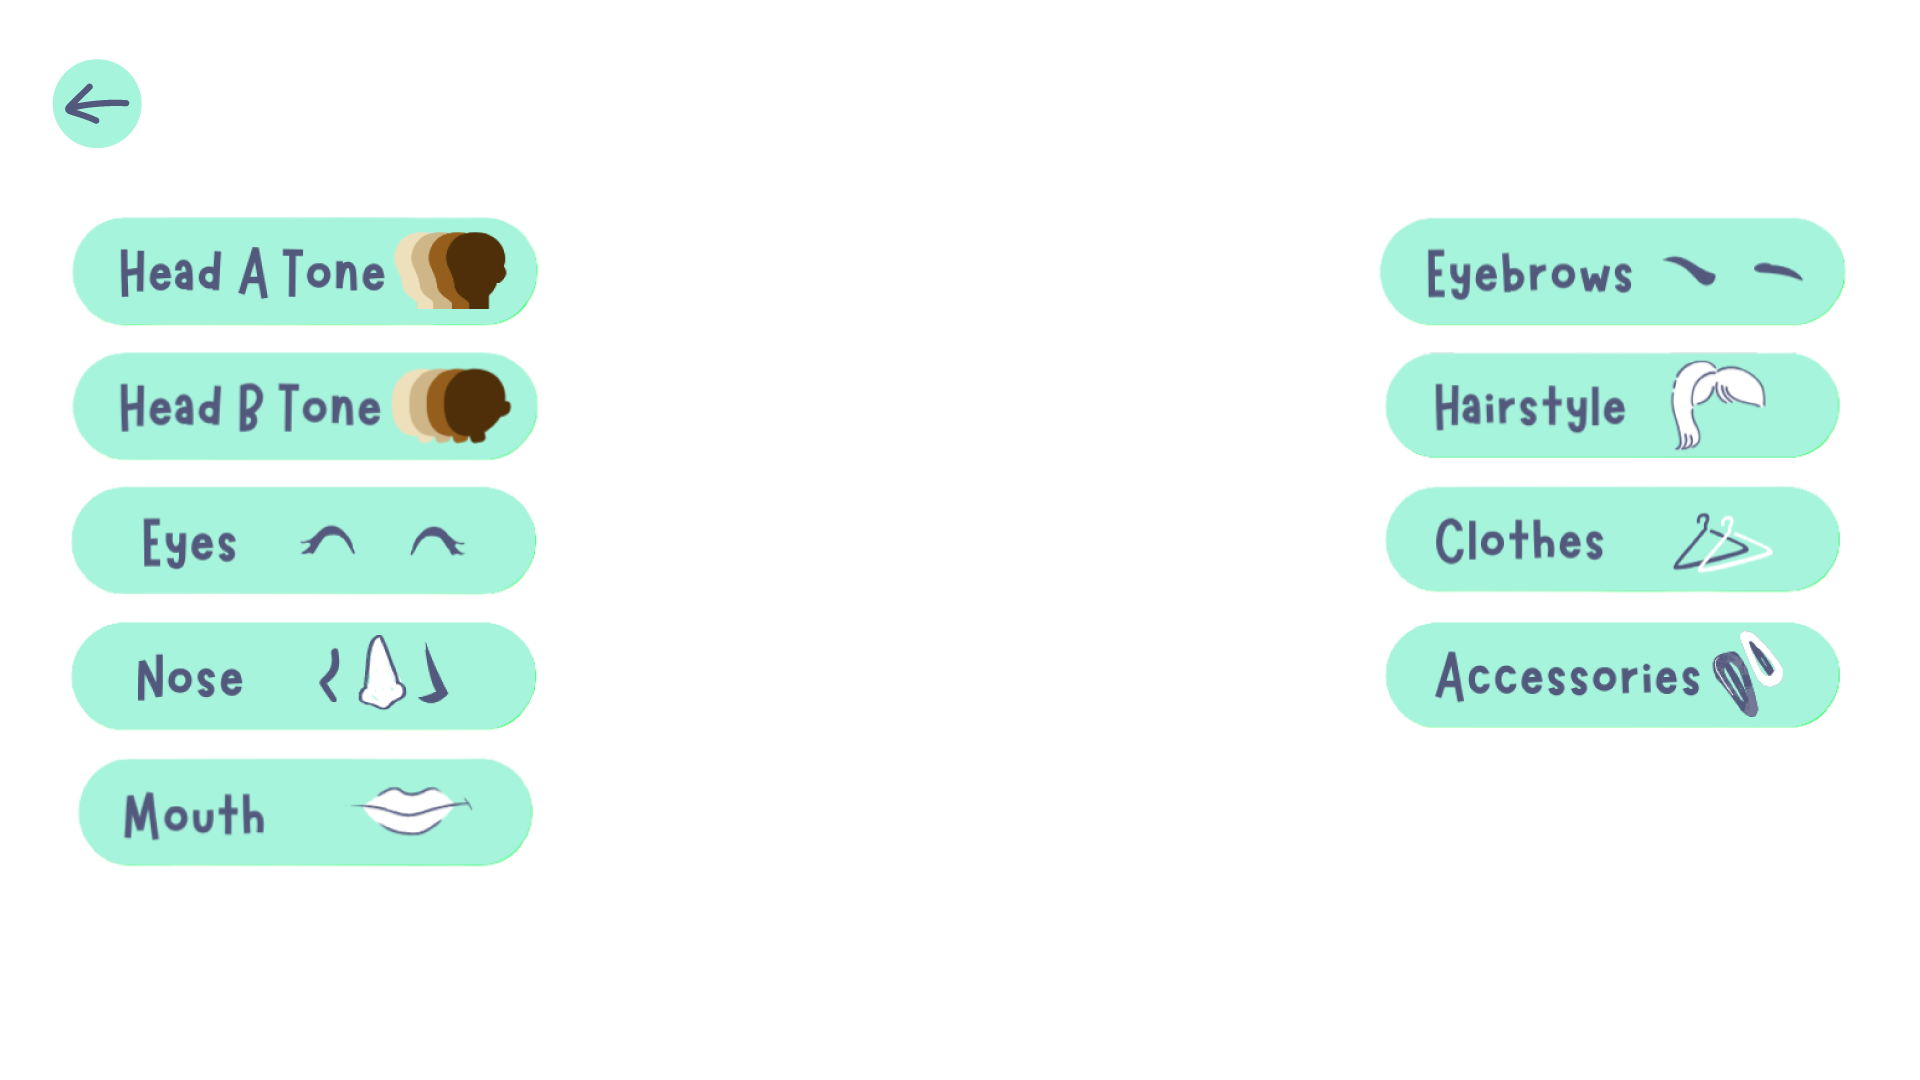 Head A Tone
Head B Tone
Eyes
Nose
Mouth
Eyebrows
Hairstyle
Clothes
Accessories